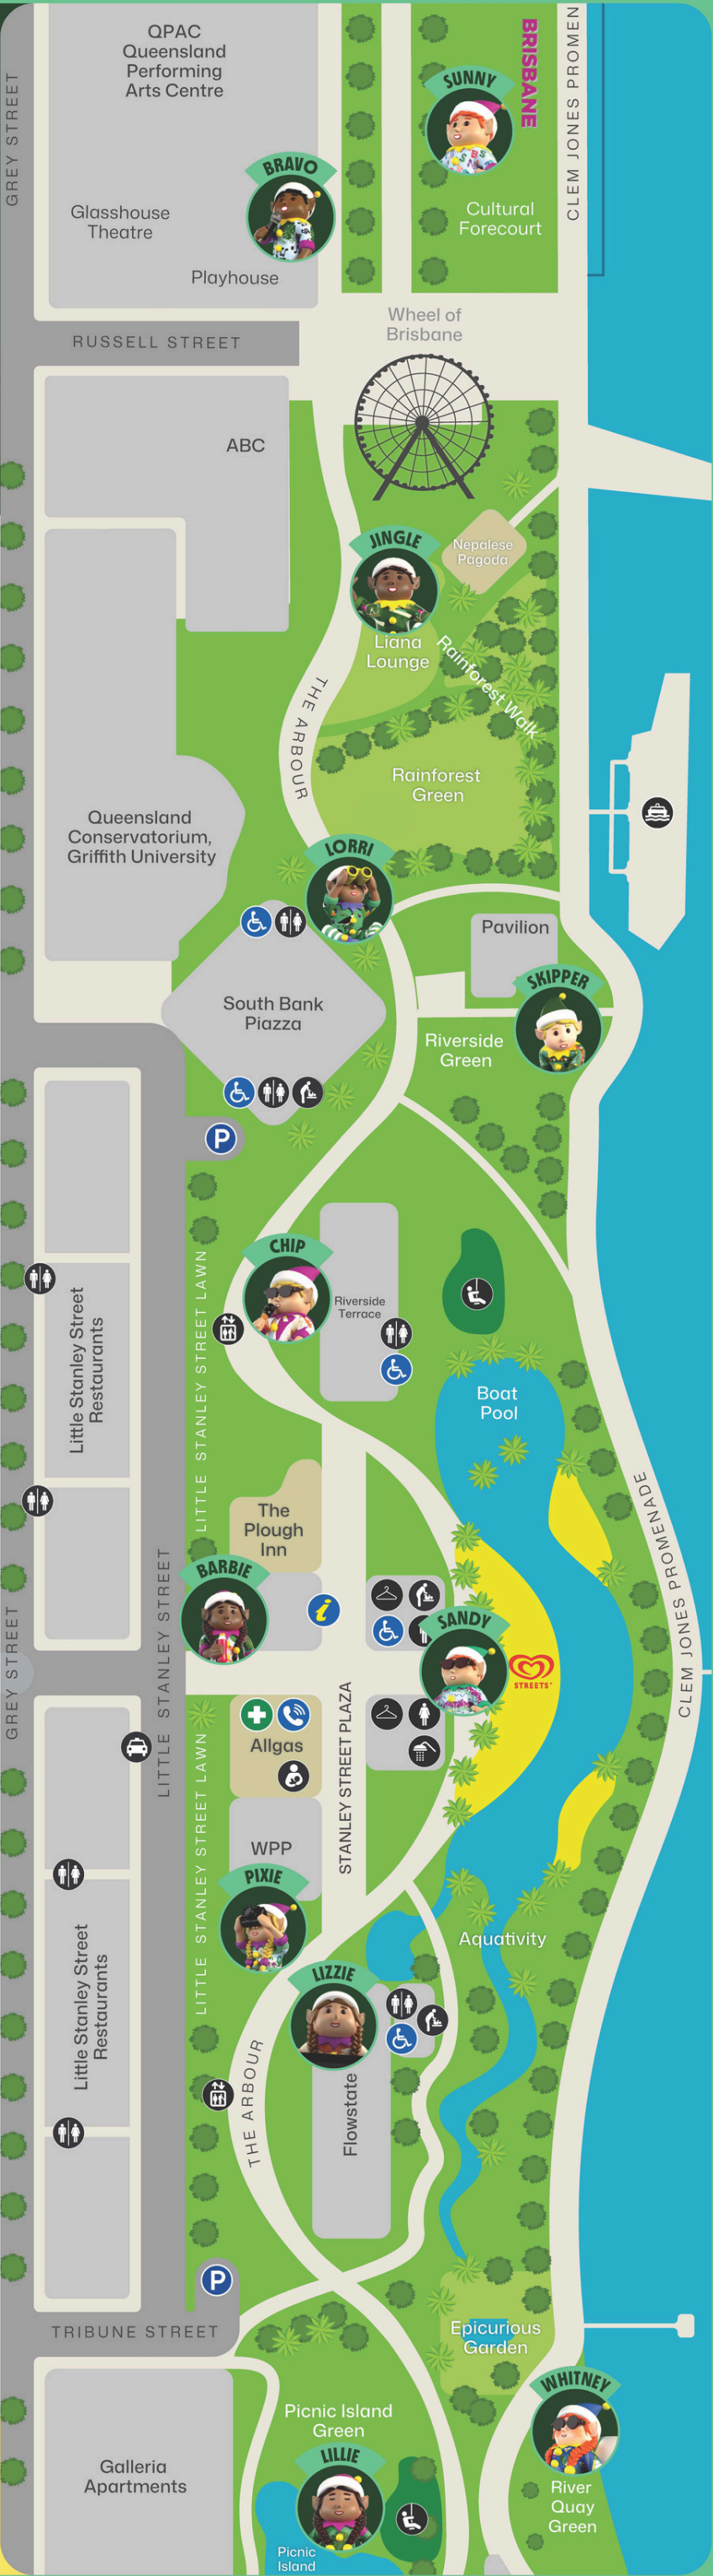 QPAC
Queensland
Performing
Arts Centre
GREY STREET
BRISBANE
CLEM JONES PROMEN
SUNNY
BRAVO
Glasshouse
Theatre
Cultural
Forecourt
Playhouse
Wheel of
Brisbane
RUSSELL STREET
ABC
JINGLE
Nepalese
Pagoda
Liana
Lounge
Rainforest Walk
THE ARBOUR
Rainforest
Green
Queensland
Conservatorium,
Griffith University
LORRI
Pavilion
SKIPPER
South Bank
Piazza
Riverside
Green
P
CHIP
Riverside
Terrace
LITTLE STANLEY STREET LAWN
Little Stanley Street
Restaurants
Boat
Pool
The
Plough
Inn
CLEM JONES PROMENADE
BARBIE
i
SANDY
STREETS
GREY STREET
LITTLE STANLEY STREET
STANLEY STREET PLAZA
Allgas
LITTLE STANLEY STREET LAWN
WPP
PIXIE
Aquativity
Little Stanley Street
Restaurants
LIZZIE
THE ARBOUR
Flowstate
P
TRIBUNE STREET
Epicurious
Garden
WHITNEY
Picnic Island
Green
LILLIE
Galleria
Apartments
River
Quay
Green
Picnic
Island